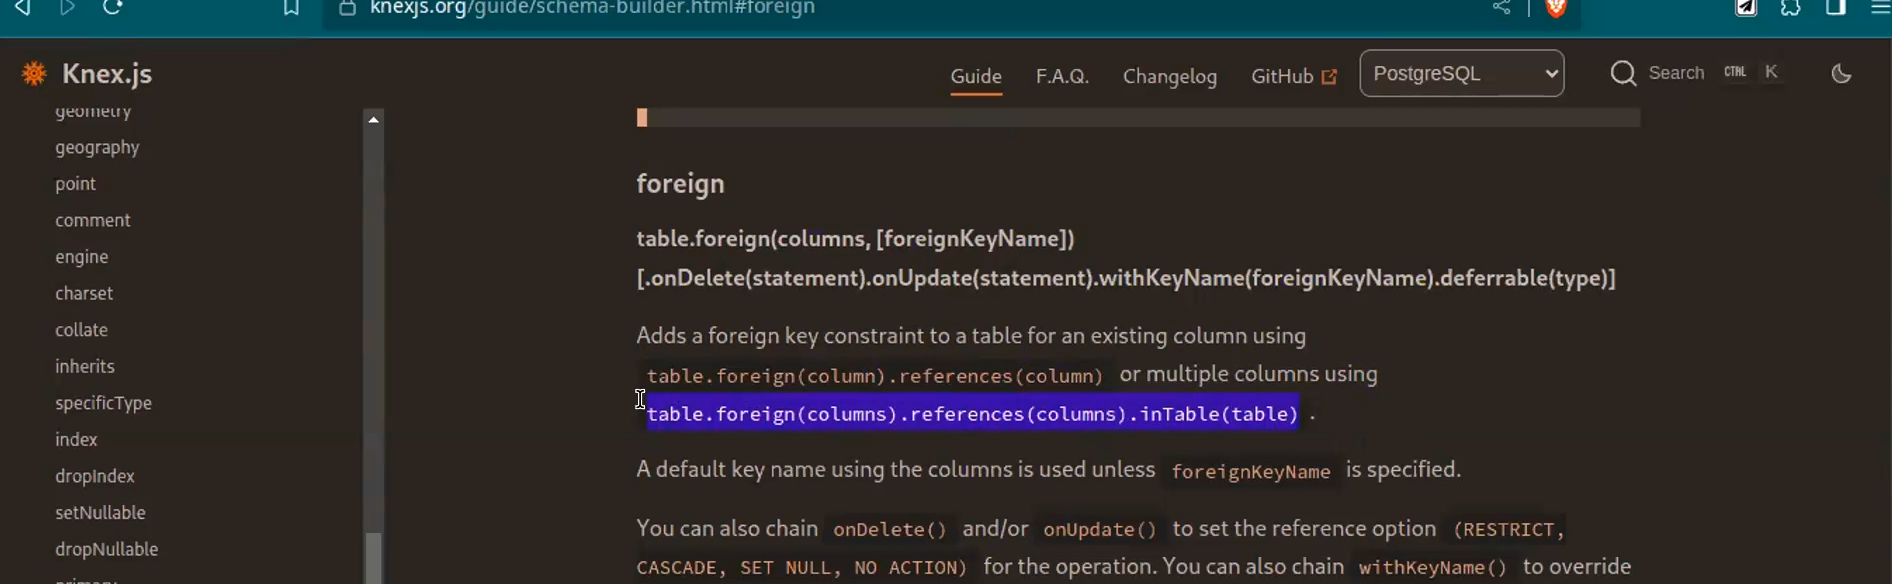 knexjs.org/guide/schema-builder.html#foreign
Knex.js
Guide
F.A.Q.
Changelog
GitHub
PostgreSQL
Search
CTRL K
geometry
geography
point
comment
engine
charset
collate
inherits
specificType
index
dropIndex
setNullable
dropNullable
primary
foreign
table.foreign(columns, [foreignKeyName])
[.onDelete(statement).onUpdate(statement).withKeyName(foreignKeyName).deferrable(type)]
Adds a foreign key constraint to a table for an existing column using
table.foreign(column).references(column) or multiple columns using
table.foreign(columns).references(columns).inTable(table) .
A default key name using the columns is used unless foreignKeyName is specified.
You can also chain onDelete() and/or onUpdate() to set the reference option (RESTRICT,
CASCADE, SET NULL, NO ACTION) for the operation. You can also chain withKeyName() to override